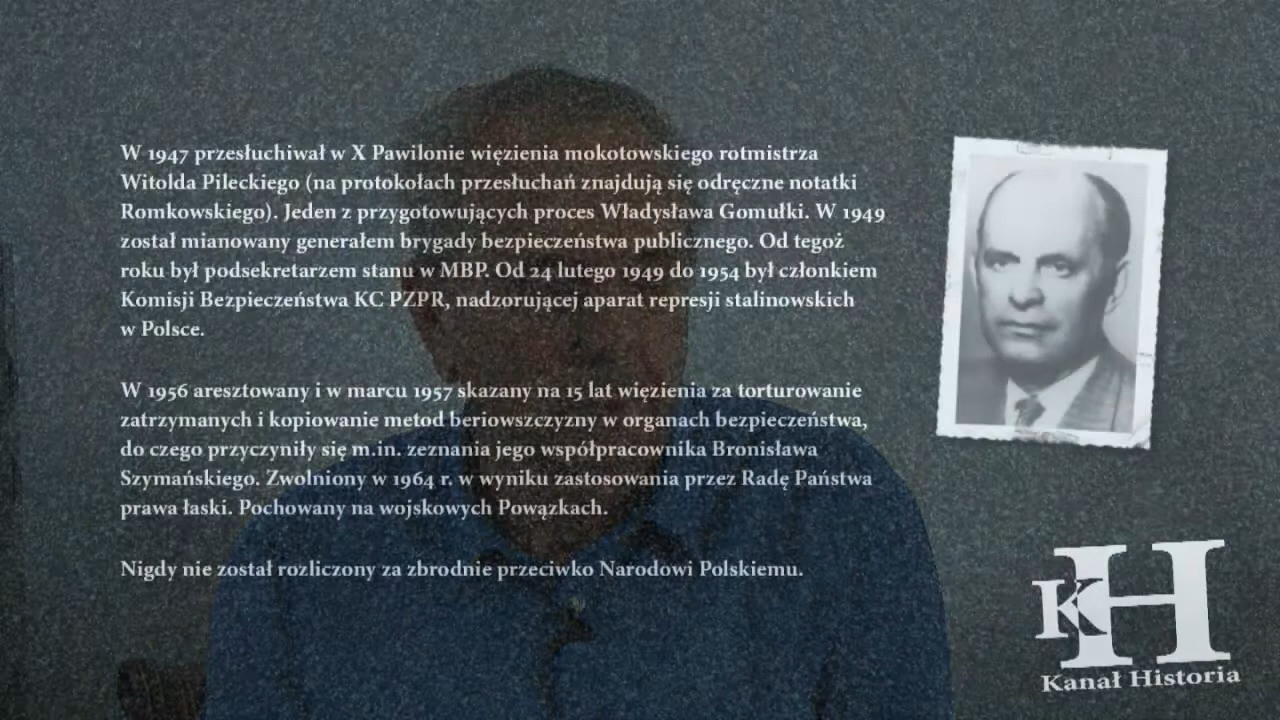 W 1947 przesłuchiwał w X Pawilonie więzienia mokotowskiego rotmistrza
Witolda Pileckiego (na protokołach przesłuchań znajdują się odręczne notatki
Romkowskiego). Jeden z przygotowujących proces Władysława Gomułki. W 1949
został mianowany generałem brygady bezpieczeństwa publicznego. Od tegoż
roku był podsekretarzem stanu w MBP. Od 24 lutego 1949 do 1954 był członkiem
Komisji Bezpieczeństwa KC PZPR, nadzorującej aparat represji stalinowskich
w Polsce.
W 1956 aresztowany i w marcu 1957 skazany na 15 lat więzienia za torturowanie
zatrzymanych i kopiowanie metod beriowszczyzny w organach bezpieczeństwa,
do czego przyczyniły się m.in. zeznania jego współpracownika Bronisława
Szymańskiego. Zwolniony w 1964 r. w wyniku zastosowania przez Radę Państwa
prawa łaski. Pochowany na wojskowych Powązkach.
Nigdy nie został rozliczony za zbrodnie przeciwko Narodowi Polskiemu.
KH
Kanał Historia